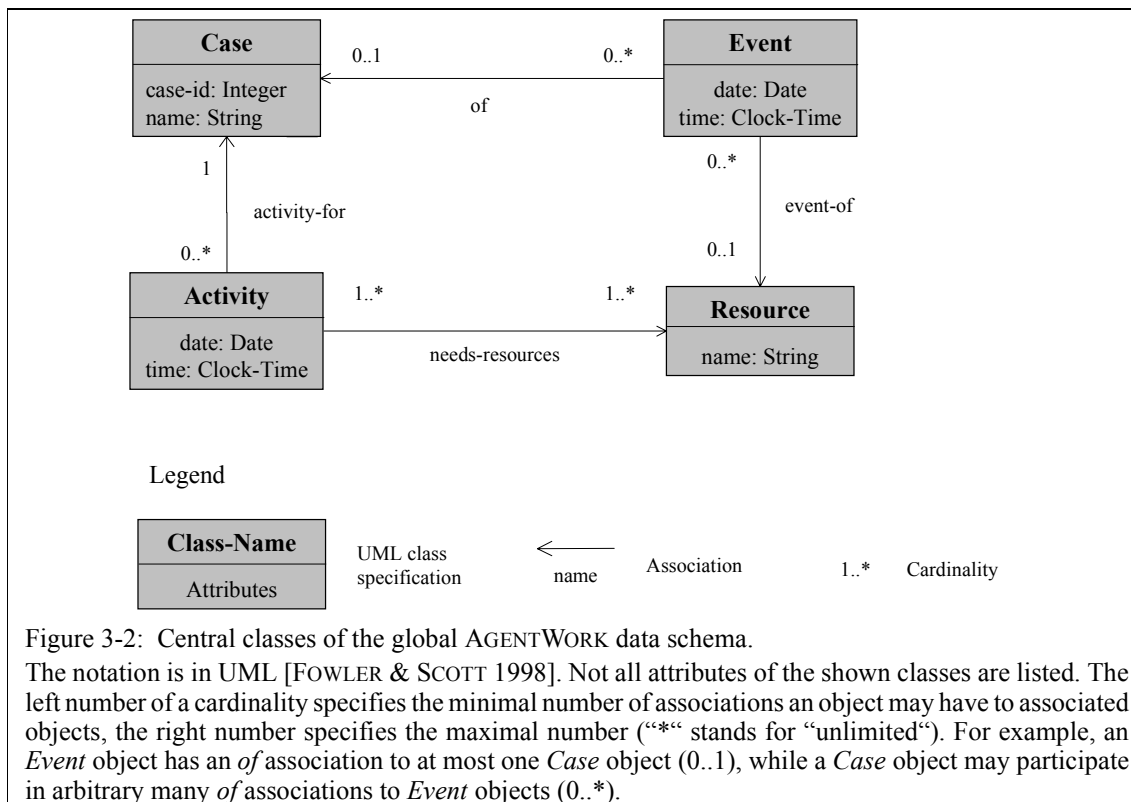 Case
case-id: Integer
name: String
0..1
0..*
of
Event
date: Date
time: Clock-Time
1
activity-for
0..*
0..*
event-of
0..1
Activity
date: Date
time: Clock-Time
1..*
1..*
needs-resources
Resource
name: String
Legend
Class-Name
Attributes
UML class
specification
name
Association
1..*
Cardinality
Figure 3-2: Central classes of the global AGENTWORK data schema.
The notation is in UML [FOWLER & SCOTT 1998]. Not all attributes of the shown classes are listed. The
left number of a cardinality specifies the minimal number of associations an object may have to associated
objects, the right number specifies the maximal number (“*“ stands for “unlimited“). For example, an
Event object has an of association to at most one Case object (0..1), while a Case object may participate
in arbitrary many of associations to Event objects (0..*).